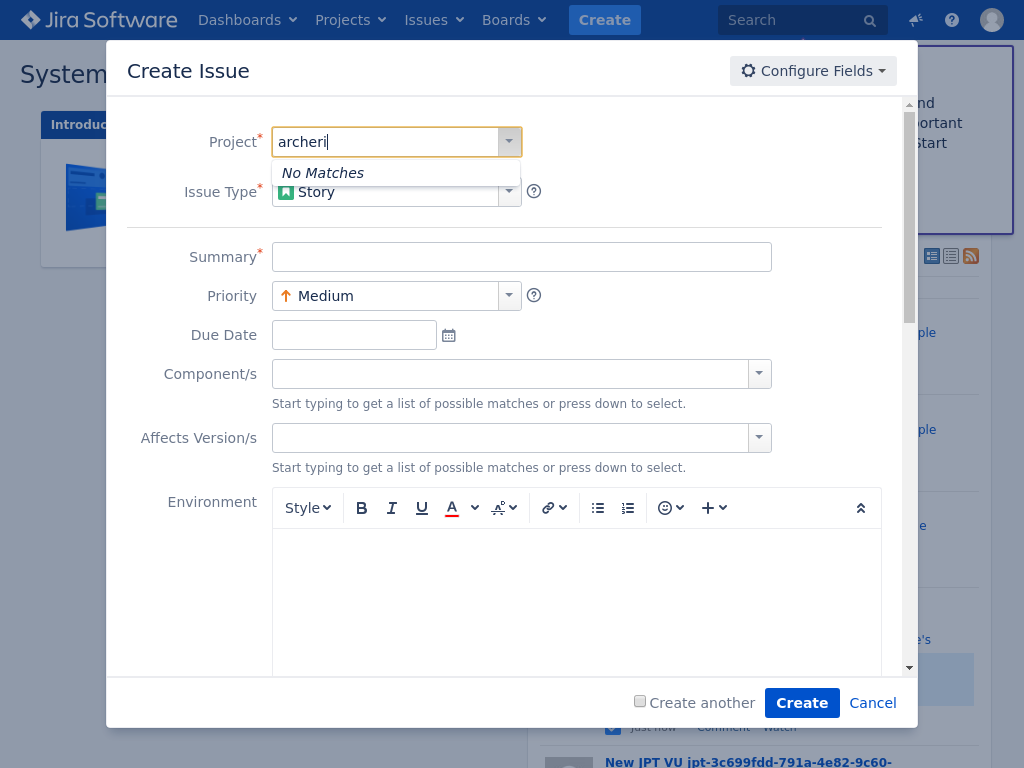 Jira Software Dashboards Projects Issues Boards Create Search
System
Introduc
nd
portant
Start
Create Issue
Configure Fields
Project*
archeri
No Matches
Issue Type*
Story
Summary*
Priority
Medium
Due Date
ple
Component/s
Start typing to get a list of possible matches or press down to select.
Affects Version/s
ple
Start typing to get a list of possible matches or press down to select.
Environment
Style B I U A
e
e's
Create another Create Cancel
Just now Comment Watch
New JPT VU jpt-3c699fdd-791a-4e82-9c60-